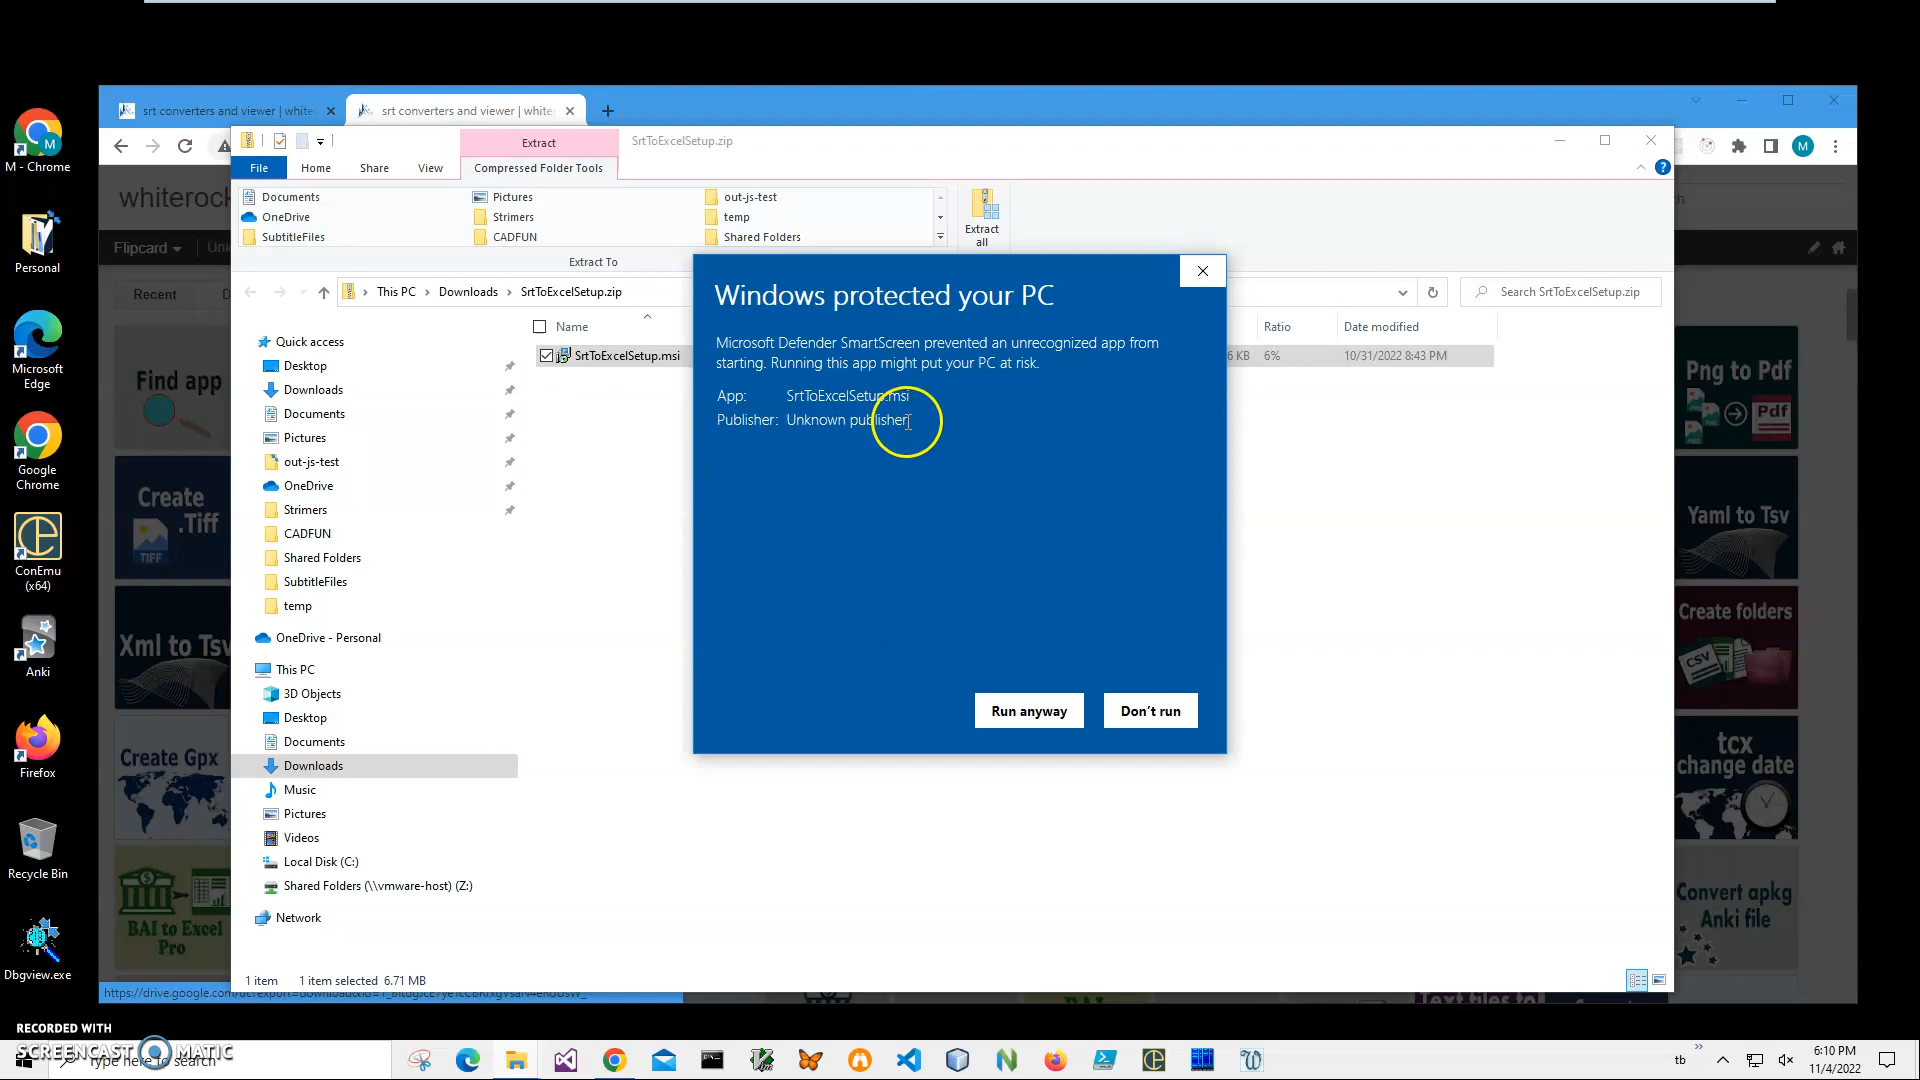 srt converters and viewer | white
srt converters and viewer | white
M
Extract
SrtToExcelSetup.zip
File
Home
Share
View
Compressed Folder Tools
whiterock
Documents
OneDrive
SubtitleFiles
Pictures
Strimers
CADFUN
out-js-test
temp
Shared Folders
Extract
all
Extract To
Flipcard
Recent
This PC
Downloads
SrtToExcelSetup.zip
Search SrtToExcelSetup.zip
Name
Ratio
Date modified
SrtToExcelSetup.msi
6 KB
6%
10/31/2022 8:43 PM
Quick access
Desktop
Downloads
Documents
Pictures
out-js-test
OneDrive
Strimers
CADFUN
Shared Folders
SubtitleFiles
temp
OneDrive - Personal
This PC
3D Objects
Desktop
Documents
Downloads
Music
Pictures
Videos
Local Disk (C:)
Shared Folders (\\vmware-host) (Z:)
Network
1 item
1 item selected 6.71 MB
Windows protected your PC
Microsoft Defender SmartScreen prevented an unrecognized app from
starting. Running this app might put your PC at risk.
App: SrtToExcelSetup.msi
Publisher: Unknown publisher
Run anyway
Don't run
M - Chrome
Personal
Microsoft
Edge
Google
Chrome
ConEmu
(x64)
Anki
Firefox
Recycle Bin
Dbgview.exe
Find app
Create
.Tiff
TIFF
Xml to Tsv
Create Gpx
BAI to Excel
Pro
Png to Pdf
Pdf
Yaml to Tsv
Create folders
CSV
tcx
change date
Convert apkg
Anki file
Text files to
BAI
RECORDED WITH
SCREENCAST MATIC
Type here to search
tb
6:10 PM
11/4/2022